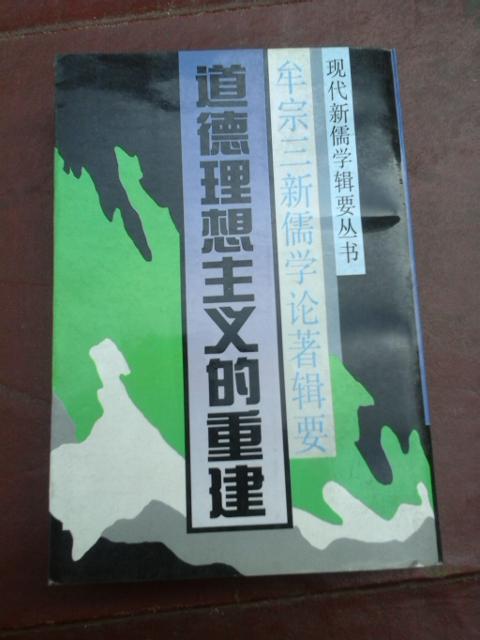 现代新儒学辑要丛书
牟宗三新儒学论著辑要
道德理想主义的重建